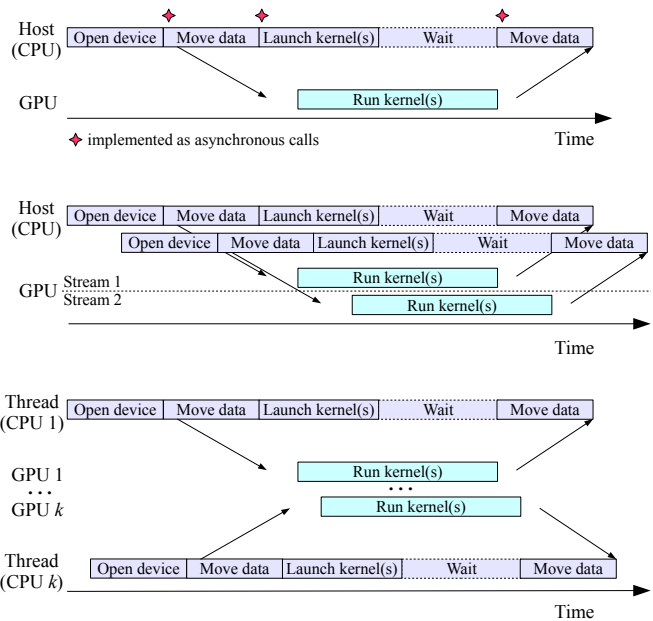 Host
(CPU)
Open device Move data Launch kernel(s) Wait Move data
GPU
Run kernel(s)
implemented as asynchronous calls
Time
Host
(CPU)
Open device Move data Launch kernel(s) Wait Move data
Open device Move data Launch kernel(s) Wait Move data
GPU
Stream 1
Run kernel(s)
Stream 2
Run kernel(s)
Time
Thread
(CPU 1)
Open device Move data Launch kernel(s) Wait Move data
GPU 1
Run kernel(s)
... ...
GPU k
Run kernel(s)
Thread
(CPU k)
Open device Move data Launch kernel(s) Wait Move data
Time